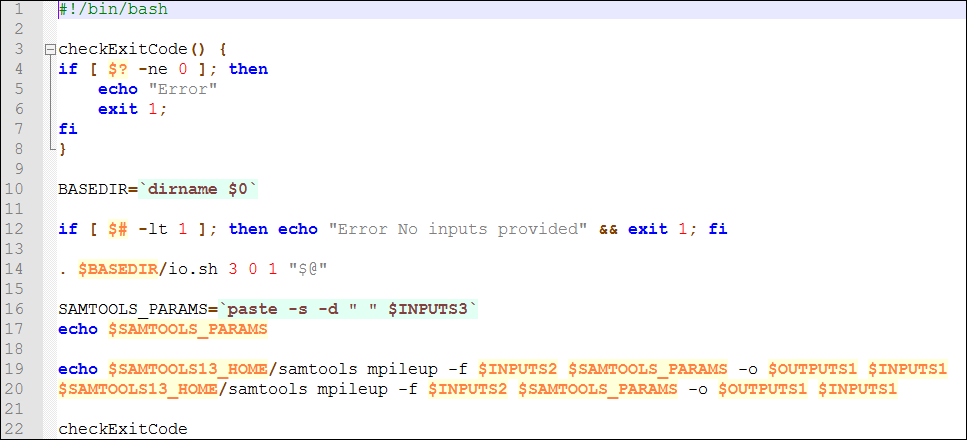 1 #!/bin/bash
2
3 checkExitCode() {
4 if [ $? -ne 0 ]; then
5     echo "Error"
6     exit 1;
7 fi
8 }
9
10 BASEDIR=`dirname $0`
11
12 if [ $# -lt 1 ]; then echo "Error No inputs provided" && exit 1; fi
13
14 . $BASEDIR/io.sh 3 0 1 "$@"
15
16 SAMTOOLS_PARAMS=`paste -s -d " " $INPUTS3`
17 echo $SAMTOOLS_PARAMS
18
19 echo $SAMTOOLS13_HOME/samtools mpileup -f $INPUTS2 $SAMTOOLS_PARAMS -o $OUTPUTS1 $INPUTS1
20 $SAMTOOLS13_HOME/samtools mpileup -f $INPUTS2 $SAMTOOLS_PARAMS -o $OUTPUTS1 $INPUTS1
21
22 checkExitCode